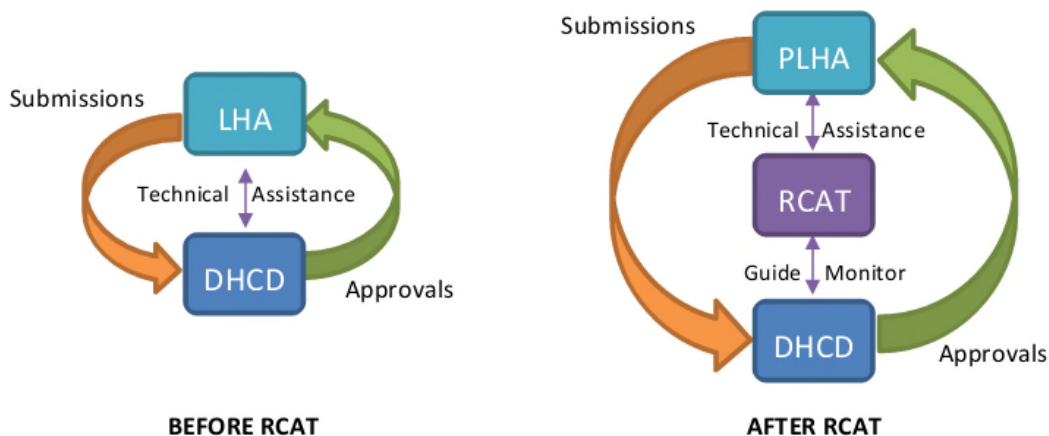 Submissions
LHA
Technical Assistance
DHCD
Approvals
BEFORE RCAT
Submissions
PLHA
Technical Assistance
RCAT
Guide Monitor
DHCD
Approvals
AFTER RCAT